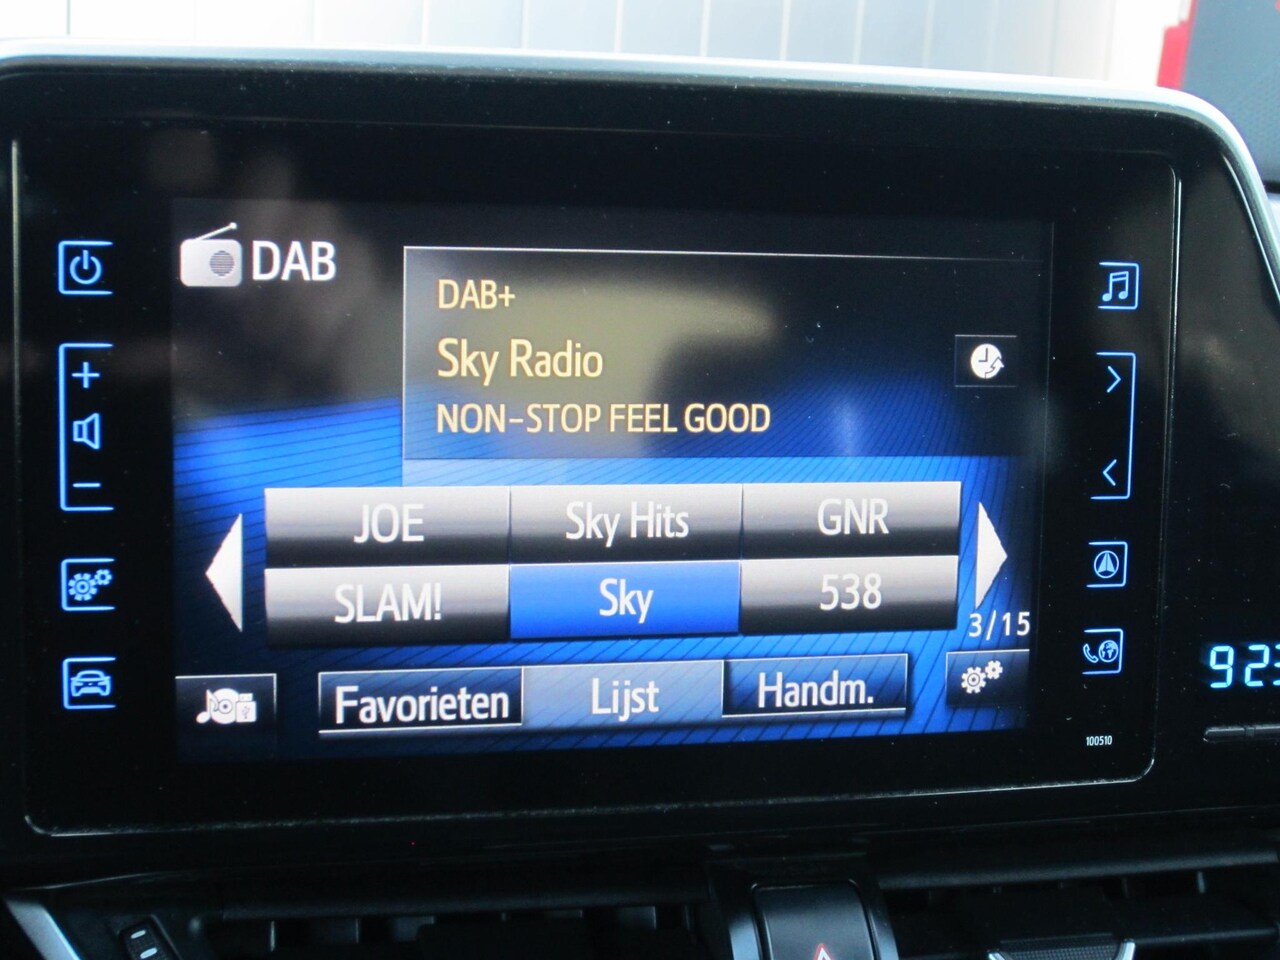 DAB
DAB+
Sky Radio
NON-STOP FEEL GOOD
JOE
Sky Hits
GNR
SLAM!
Sky
538
3/15
Favorieten
Lijst
Handm.
100510